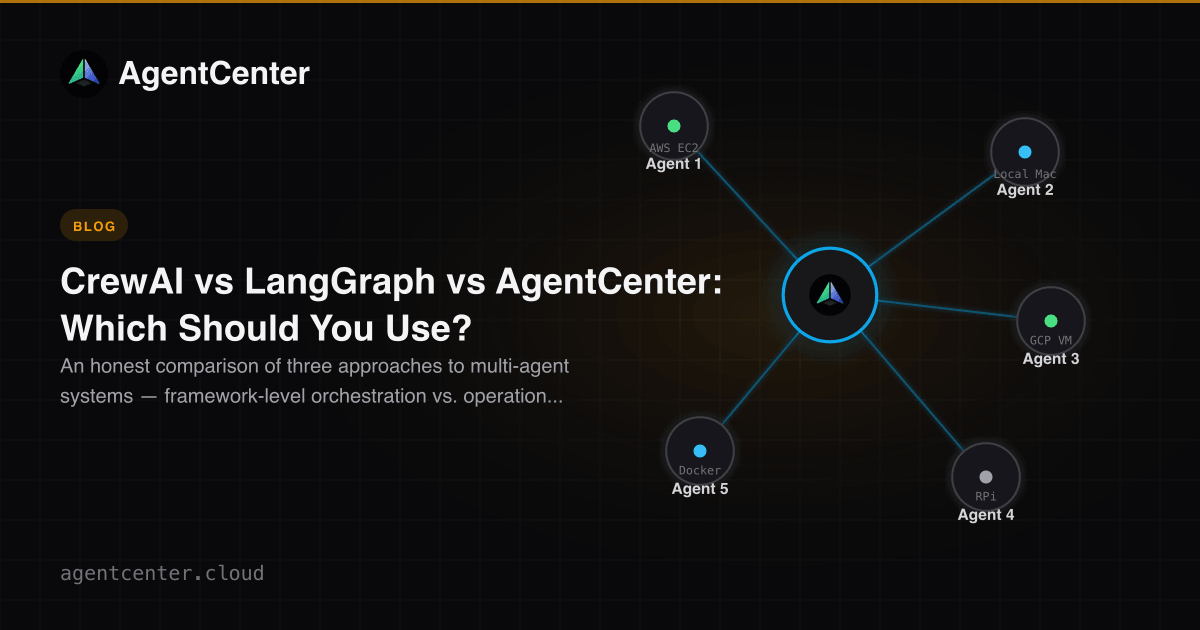 AgentCenter
BLOG
CrewAI vs LangGraph vs AgentCenter:
Which Should You Use?
An honest comparison of three approaches to multi-agent
systems — framework-level orchestration vs. operation...
agentcenter.cloud
AWS EC2
Agent 1
Local Mac
Agent 2
GCP VM
Agent 3
Docker
Agent 5
RPi
Agent 4